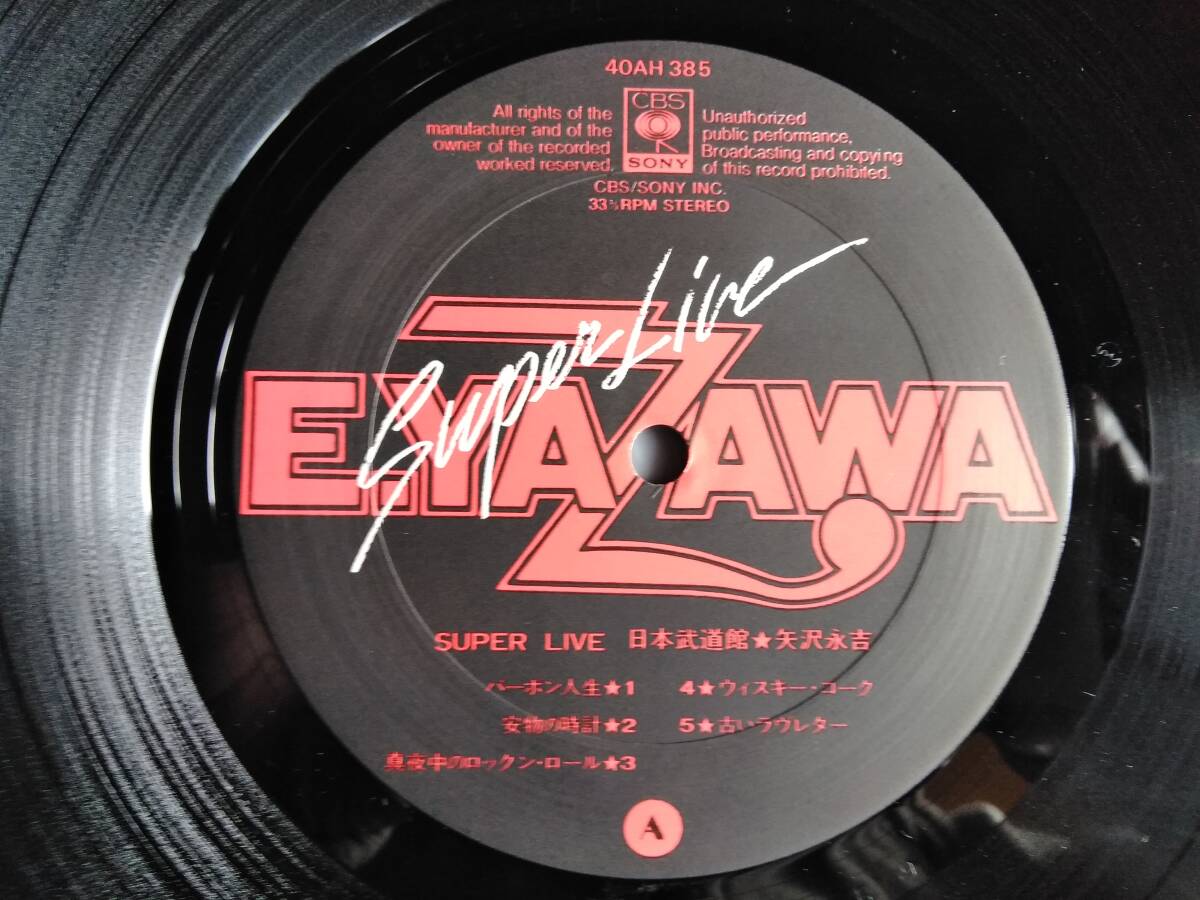 40AH 385
All rights of the
manufacturer and of the
owner of the recorded
worked reserved.
CBS
SONY
Unauthorized
public performance,
Broadcasting and copying
of this record prohibited.
CBS/SONY INC.
33⅓RPM STEREO
Super Live
E.YAZAWA
SUPER LIVE 日本武道館★矢沢永吉
バーボン人生★1
安物の時計★2
真夜中のロックン・ロール★3
4★ウィスキー・コーク
5★古いラヴレター
A